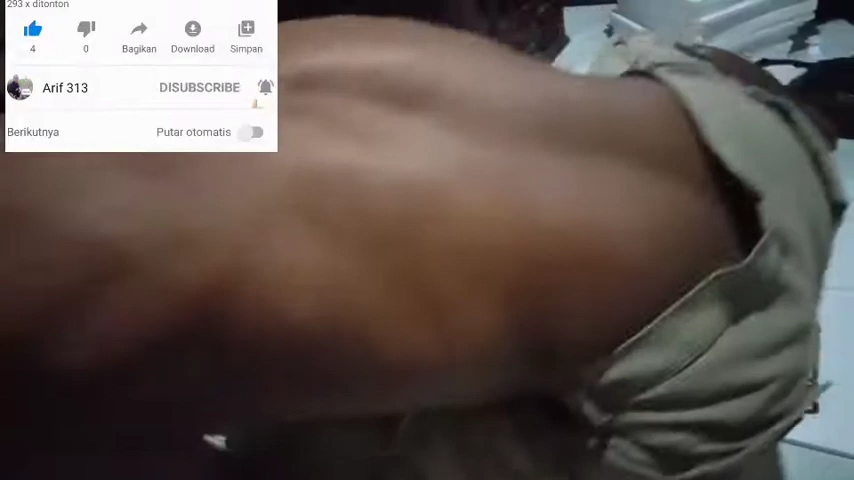 293 x ditonton
4 0 Bagikan Download Simpan
Arif 313 DISUBSCRIBE
Berikutnya Putar otomatis